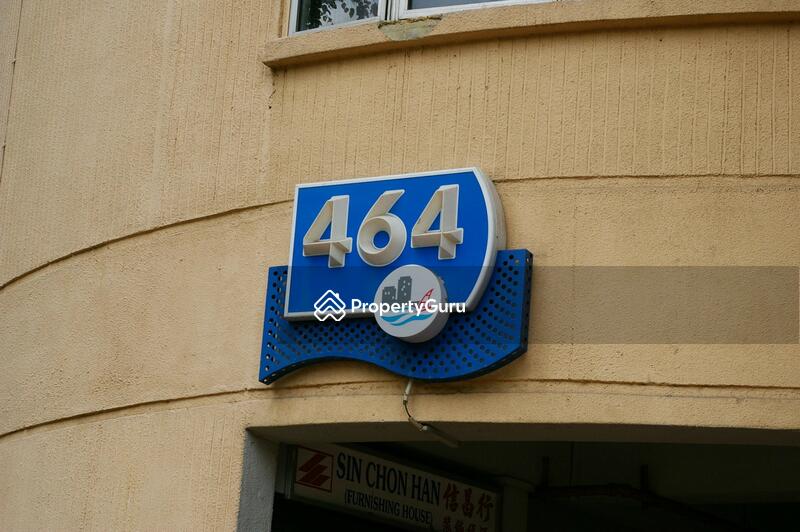 464
PropertyGuru
SIN CHON HAN 信昌行
(FURNISHING HOUSE)